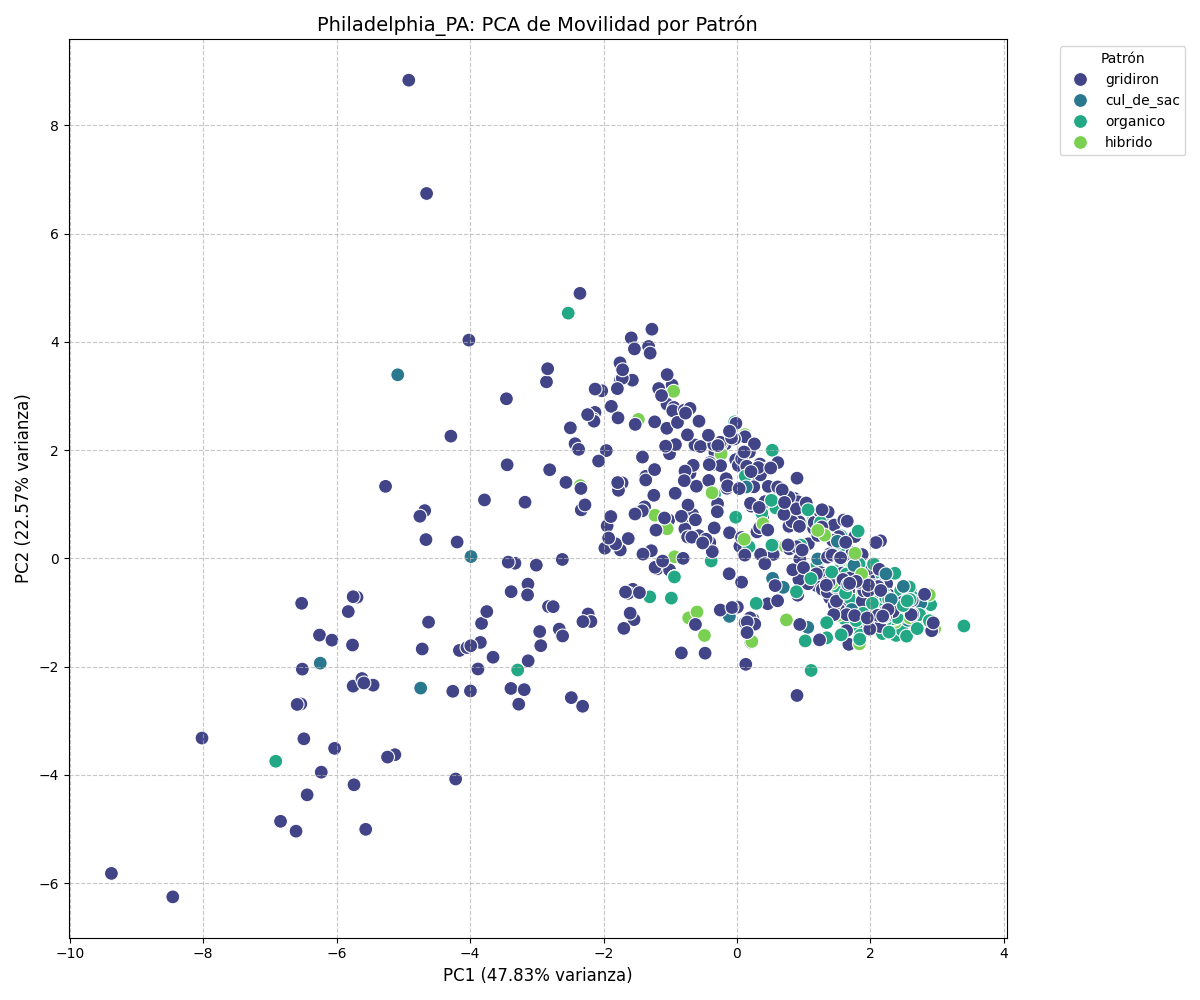 Philadelphia_PA: PCA de Movilidad por Patrón
Patrón
gridiron
cul_de_sac
organico
hibrido
PC2 (22.57% varianza)
8
6
4
2
0
−2
−4
−6
−10
−8
−6
−4
−2
0
2
4
PC1 (47.83% varianza)